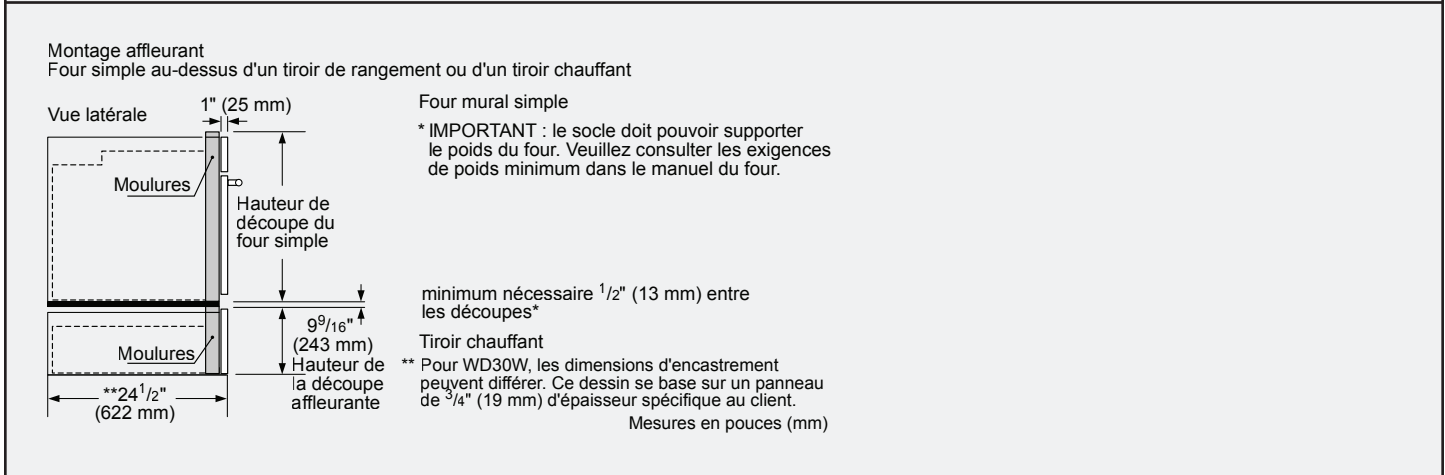 Montage affleurant
Four simple au-dessus d'un tiroir de rangement ou d'un tiroir chauffant
Vue latérale
1" (25 mm)
Four mural simple
* IMPORTANT : le socle doit pouvoir supporter
le poids du four. Veuillez consulter les exigences
de poids minimum dans le manuel du four.
Moulures
Hauteur de
découpe du
four simple
minimum nécessaire 1/2" (13 mm) entre
les découpes*
9 9/16"
(243 mm)
Hauteur de
la découpe
affleurante
Tiroir chauffant
Moulures
** Pour WD30W, les dimensions d'encastrement
peuvent différer. Ce dessin se base sur un panneau
de 3/4" (19 mm) d'épaisseur spécifique au client.
**24 1/2"
(622 mm)
Mesures en pouces (mm)